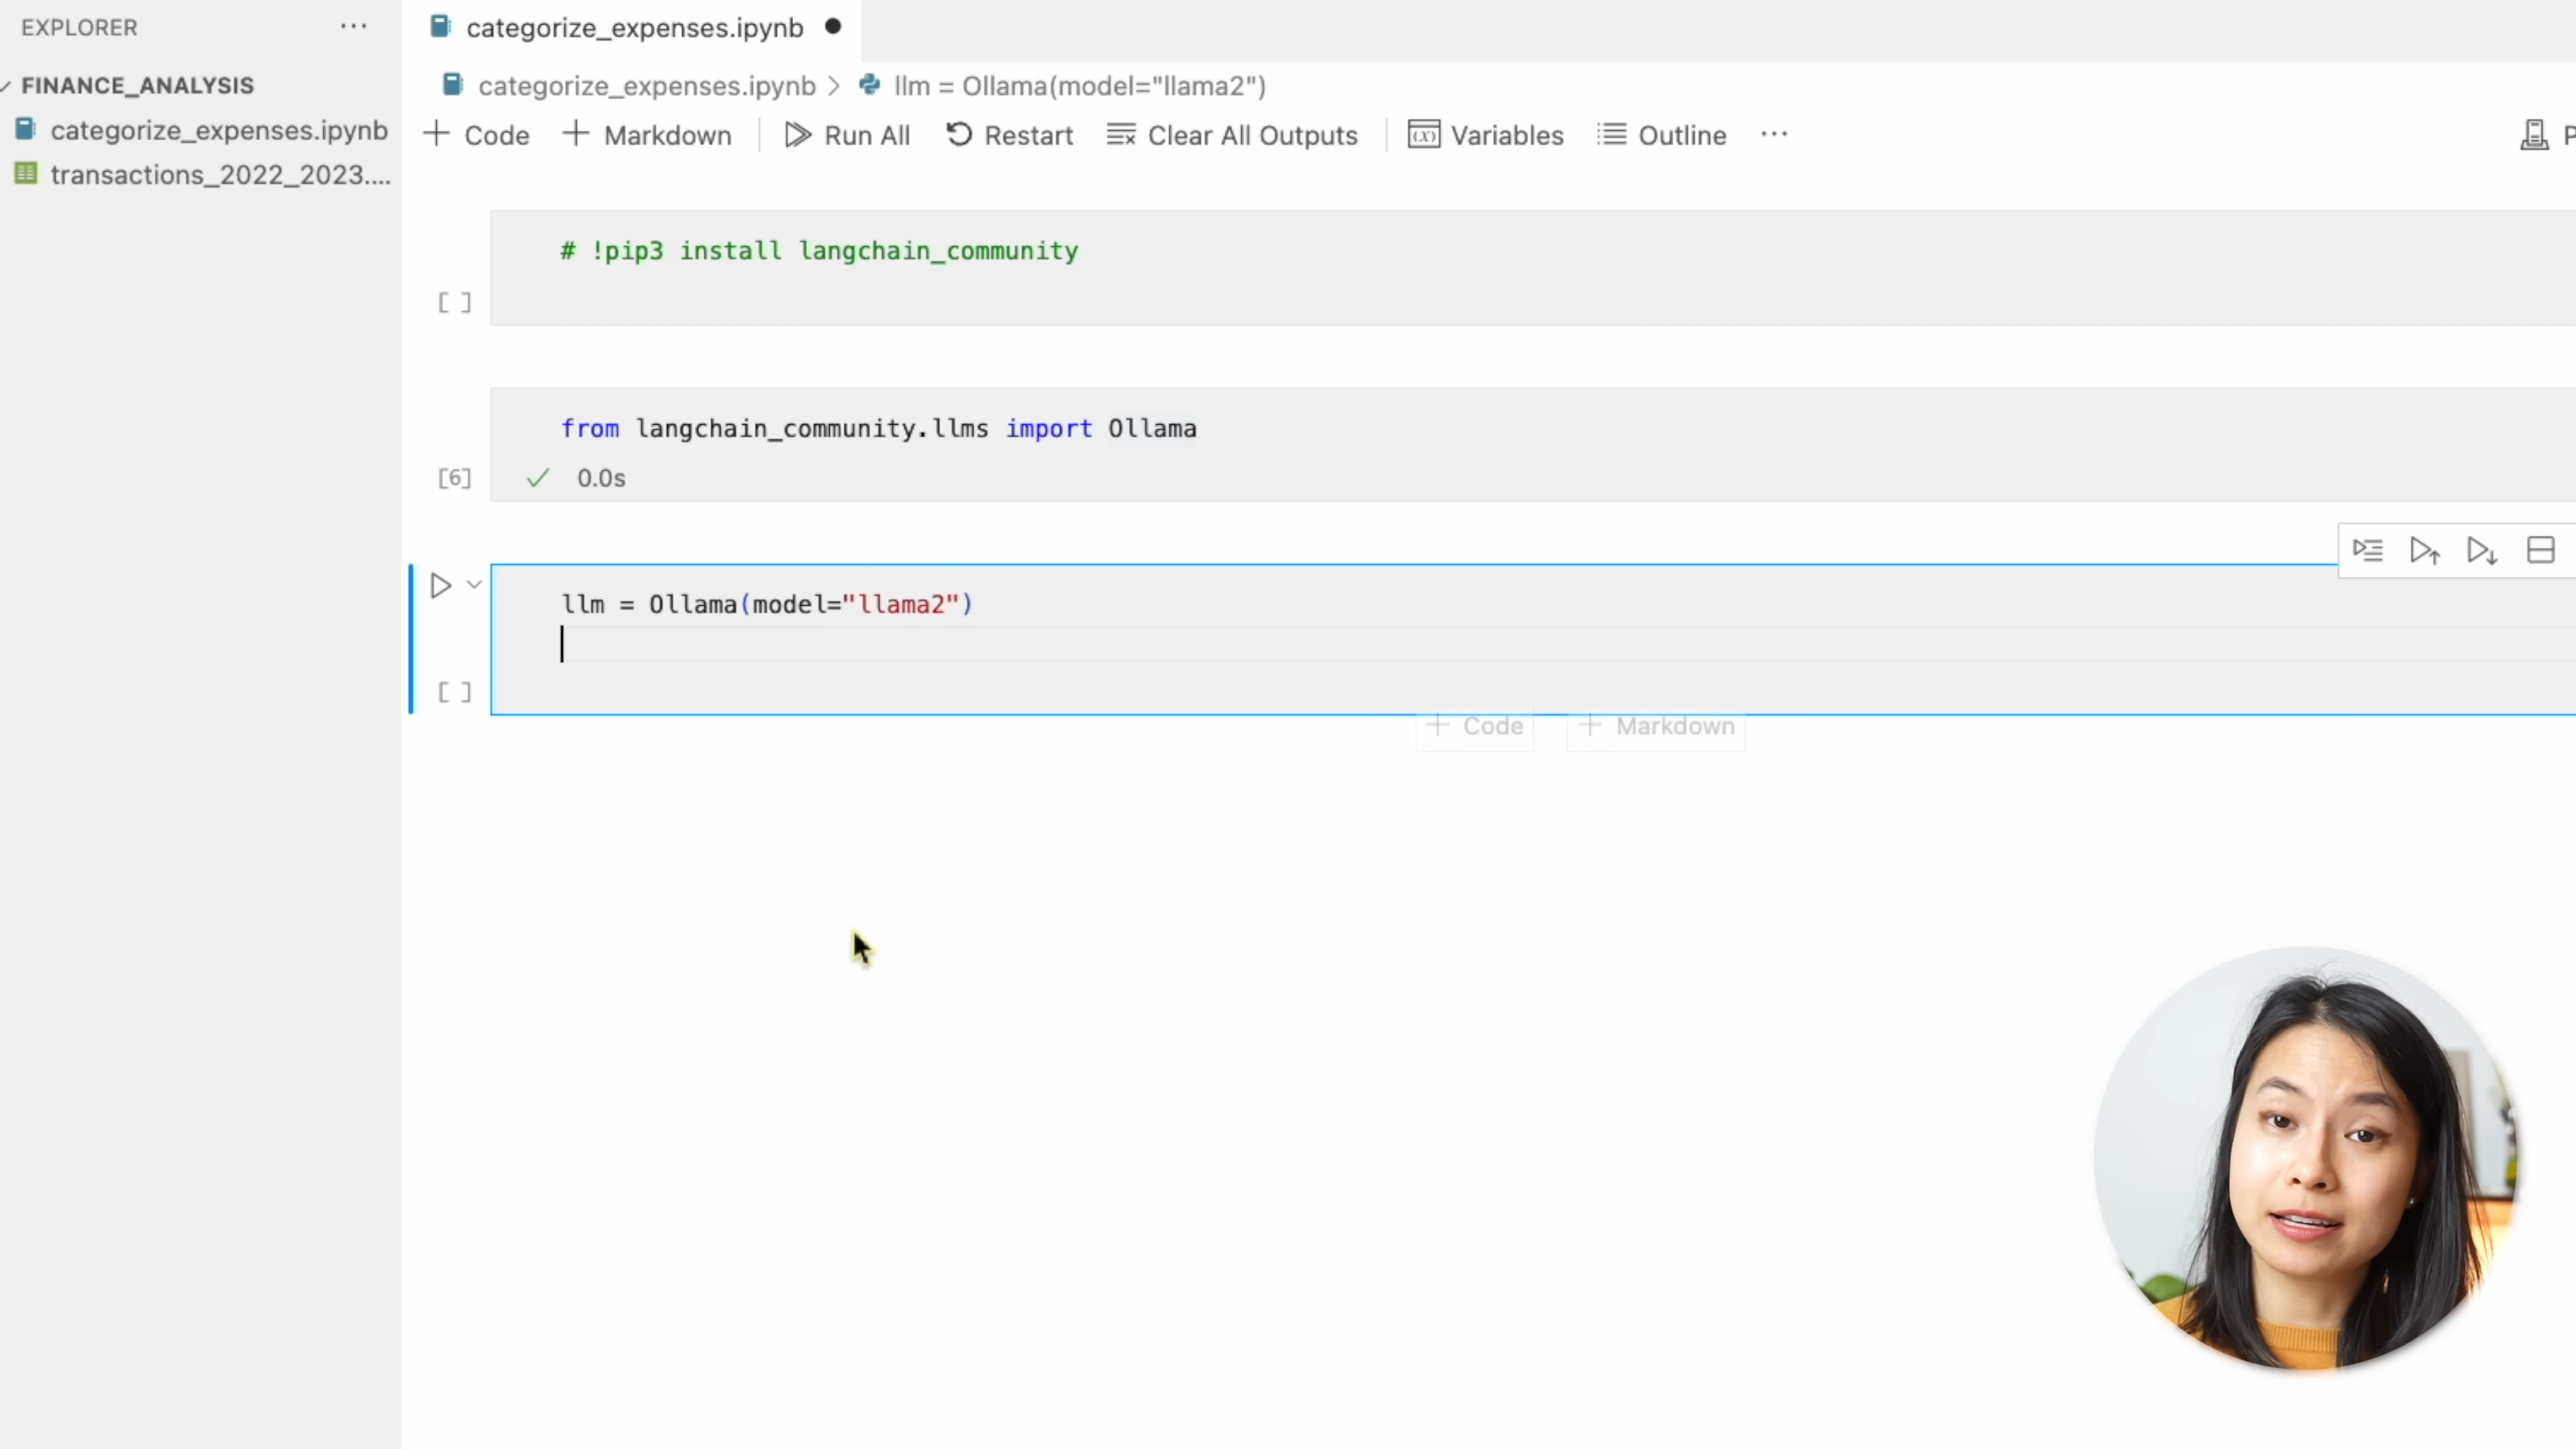 EXPLORER ...
FINANCE_ANALYSIS
categorize_expenses.ipynb
transactions_2022_2023....
categorize_expenses.ipynb
categorize_expenses.ipynb > llm = Ollama(model="llama2")
+ Code + Markdown Run All Restart Clear All Outputs (x) Variables Outline ... P
# !pip3 install langchain_community
[ ]
from langchain_community.llms import Ollama
[6] 0.0s
llm = Ollama(model="llama2")
[ ]
+ Code + Markdown